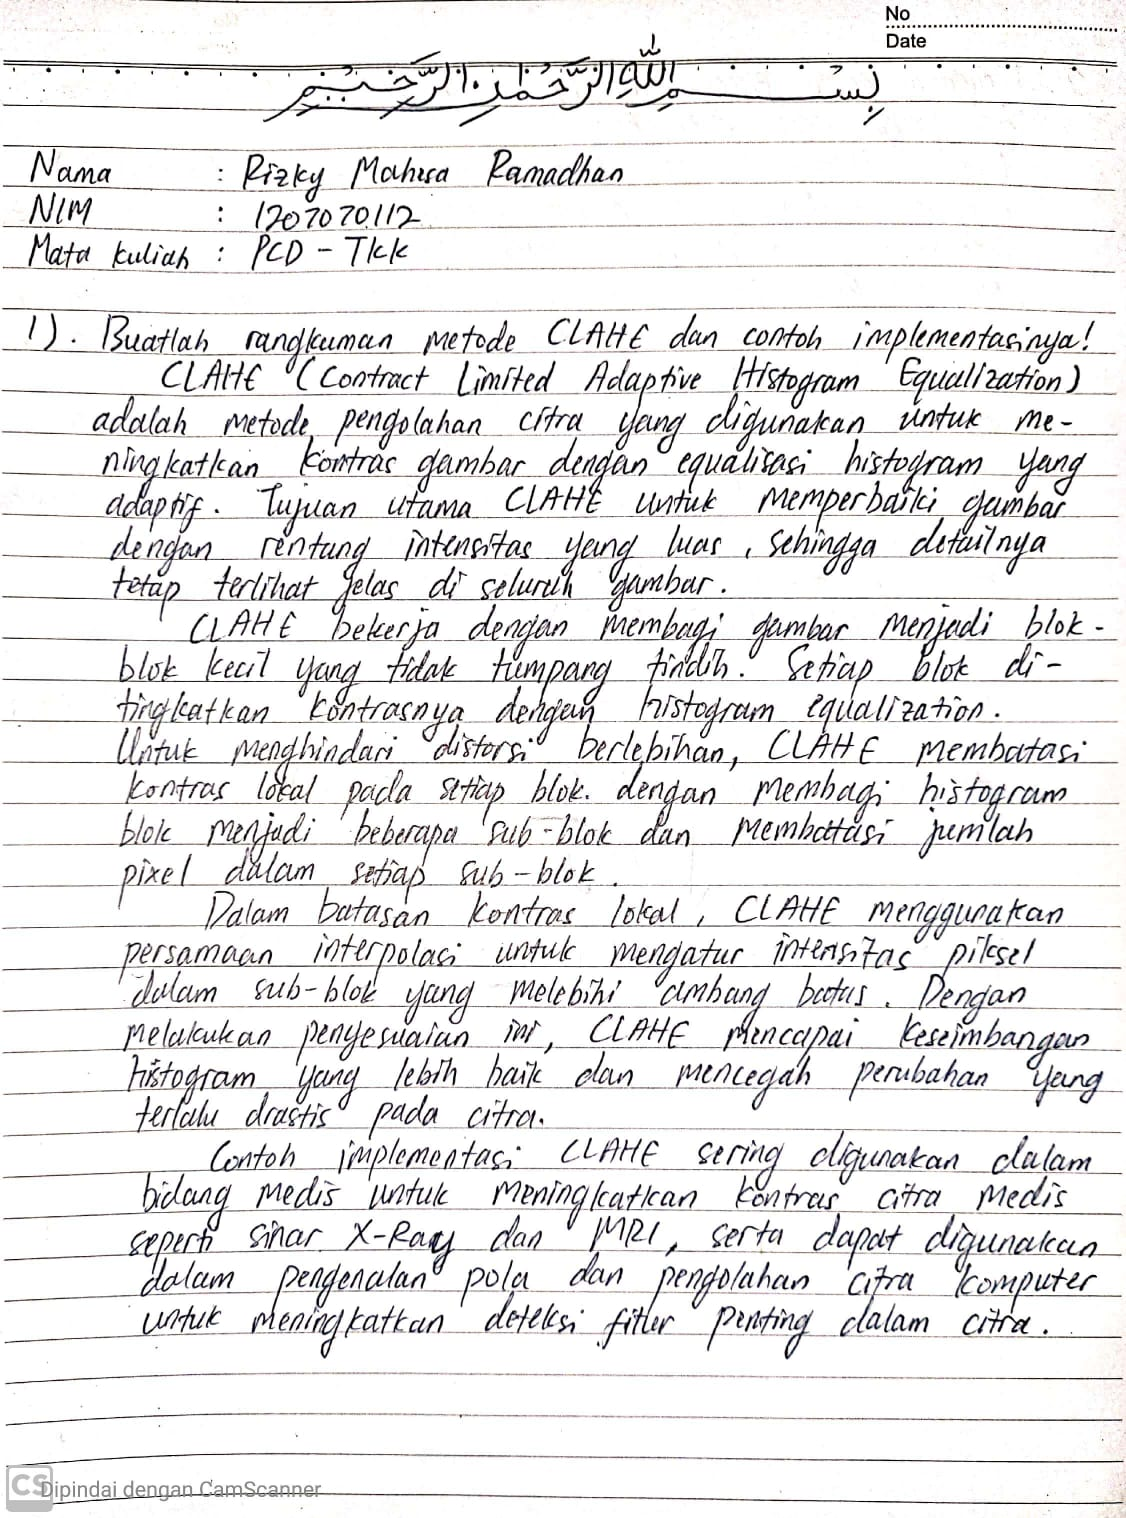 No
Date
بِسْمِ اللهِ الرَّحْمٰنِ الرَّحِيْمِ
Nama : Rizky Mahesa Ramadhan
NIM : 1207070112
Mata kuliah : PCD - TKK
1). Buatlah rangkuman metode CLAHE dan contoh implementasinya!
CLAHE (Contract Limited Adaptive Histogram Equalization)
adalah metode pengolahan citra yang digunakan untuk me-
ningkatkan kontras gambar dengan equalisasi histogram yang
adaptif. Tujuan utama CLAHE untuk memperbaiki gambar
dengan rentang intensitas yang luas, sehingga detailnya
tetap terlihat jelas di seluruh gambar.
CLAHE bekerja dengan membagi gambar menjadi blok-
blok kecil yang tidak tumpang tindih. Setiap blok di-
tingkatkan kontrasnya dengan histogram equalization.
Untuk menghindari distorsi berlebihan, CLAHE membatasi
kontras lokal pada setiap blok. dengan membagi histogram
blok menjadi beberapa sub-blok dan membatasi jumlah
pixel dalam setiap sub-blok.
Dalam batasan kontras lokal, CLAHE menggunakan
persamaan interpolasi untuk mengatur intensitas piksel
dalam sub-blok yang melebihi ambang batas. Dengan
melakukan penyesuaian ini, CLAHE mencapai keseimbangan
histogram yang lebih baik dan mencegah perubahan yang
terlalu drastis pada citra.
Contoh implementasi CLAHE sering digunakan dalam
bidang medis untuk meningkatkan kontras citra medis
seperti sinar X-Ray dan MRI, serta dapat digunakan
dalam pengenalan pola dan pengolahan citra komputer
untuk meningkatkan deteksi fitler penting dalam citra.
CS Dipindai dengan CamScanner